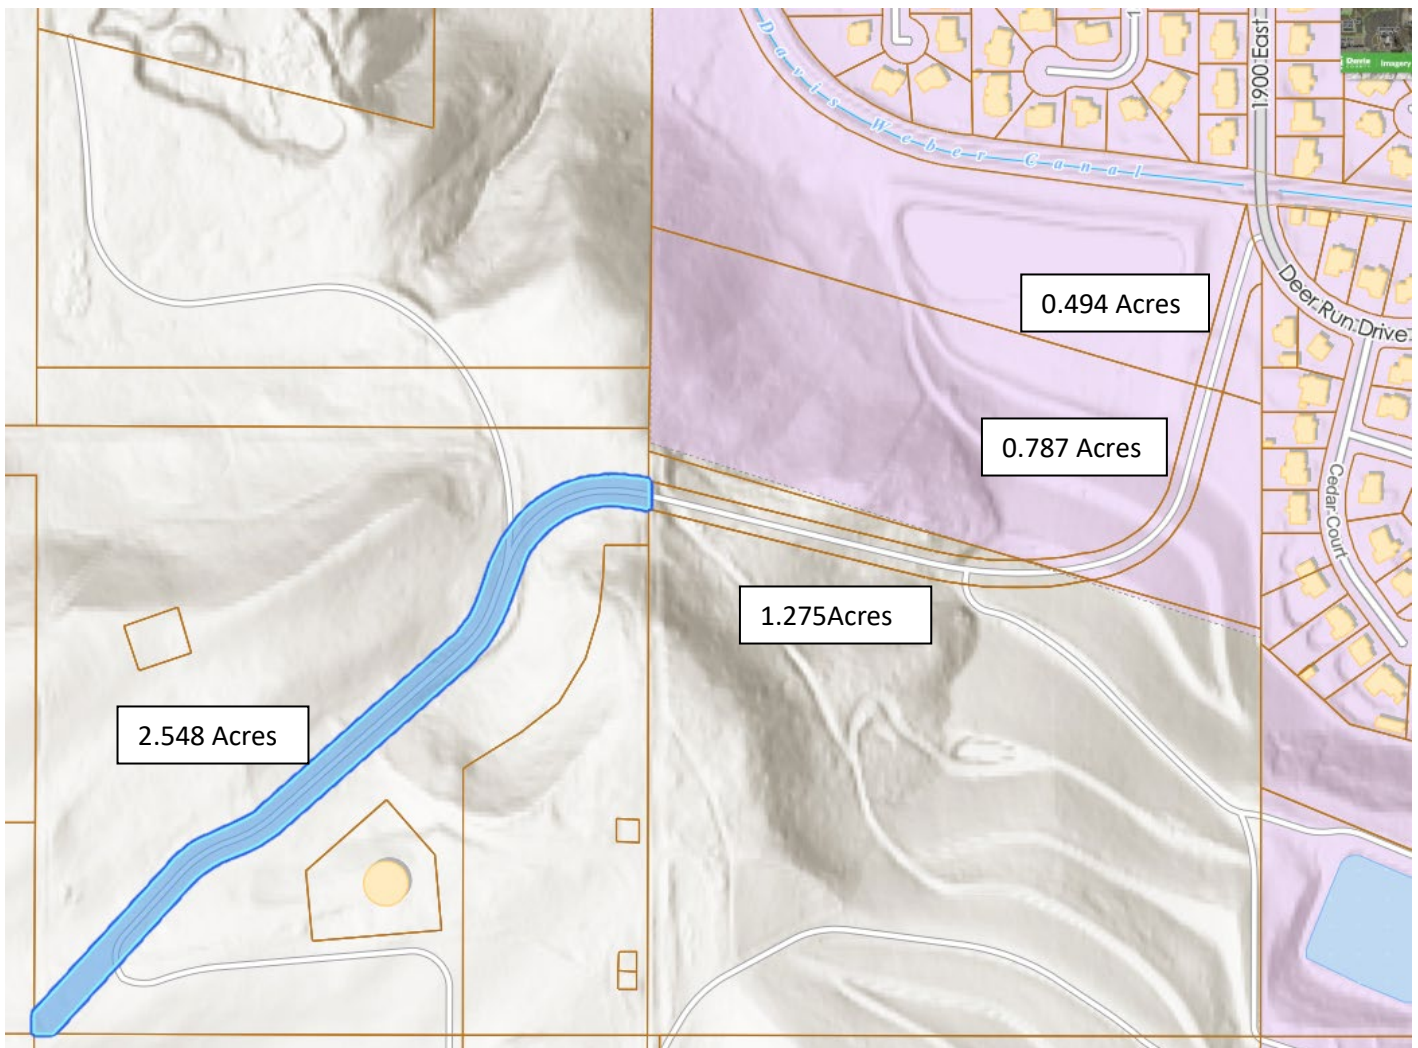 1900 East
Davis
Imagery
Davis Weber Canal
0.494 Acres
Deer Run Drive
0.787 Acres
Cedar Court
1.275Acres
2.548 Acres